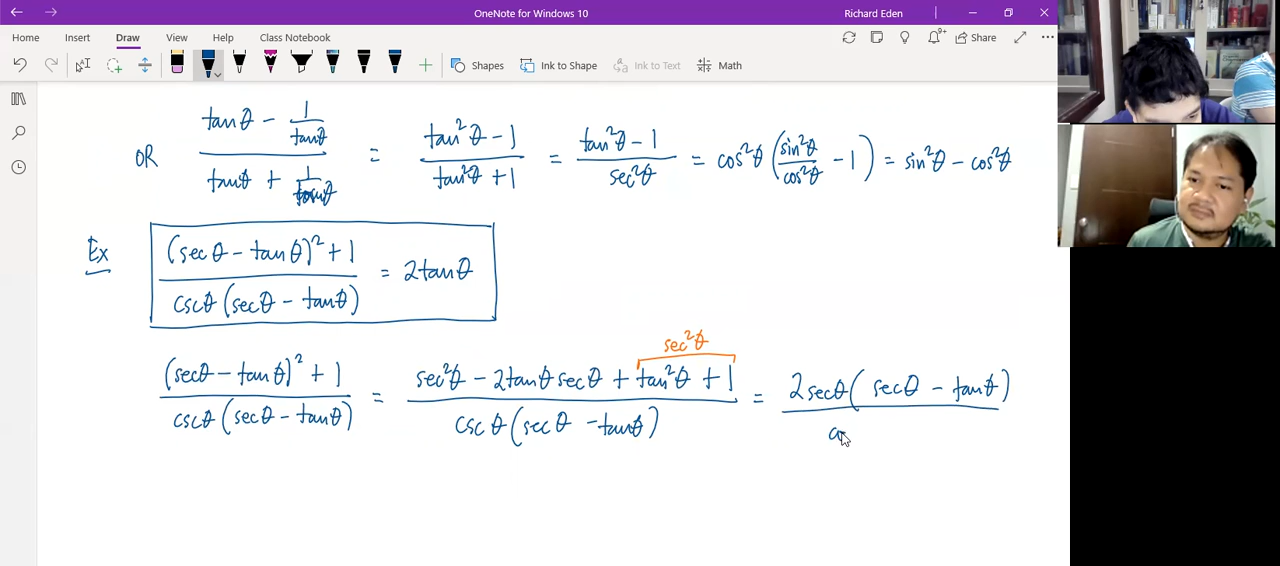 OneNote for Windows 10
Richard Eden
Home Insert Draw View Help Class Notebook Share
Shapes Ink to Shape Ink to Text Math
OR (tanθ − 1/tanθ)/(tanθ + 1/tanθ) = (tan²θ − 1)/(tan²θ + 1) = (tan²θ − 1)/sec²θ = cos²θ(sin²θ/cos²θ − 1) = sin²θ − cos²θ
Ex ((secθ − tanθ)² + 1)/(cscθ(secθ − tanθ)) = 2tanθ
sec²θ
((secθ − tanθ)² + 1)/(cscθ(secθ − tanθ)) = (sec²θ − 2tanθsecθ + tan²θ + 1)/(cscθ(secθ − tanθ)) = 2secθ(secθ − tanθ)/